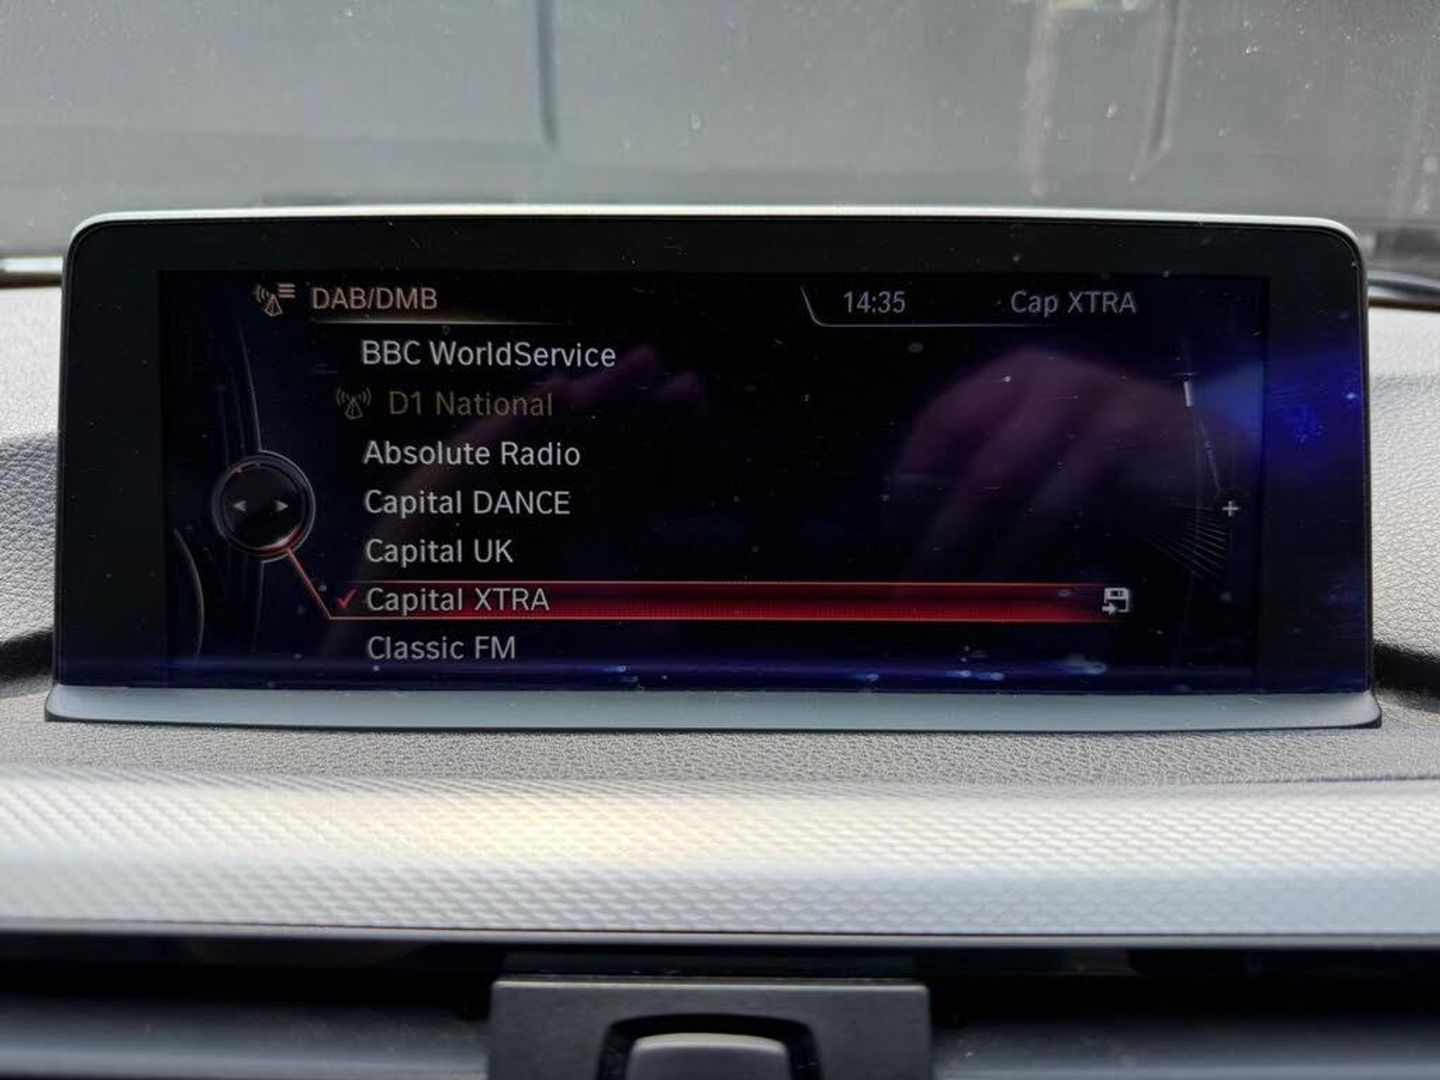 DAB/DMB
14:35
Cap XTRA
BBC WorldService
D1 National
Absolute Radio
Capital DANCE
Capital UK
✓ Capital XTRA
Classic FM